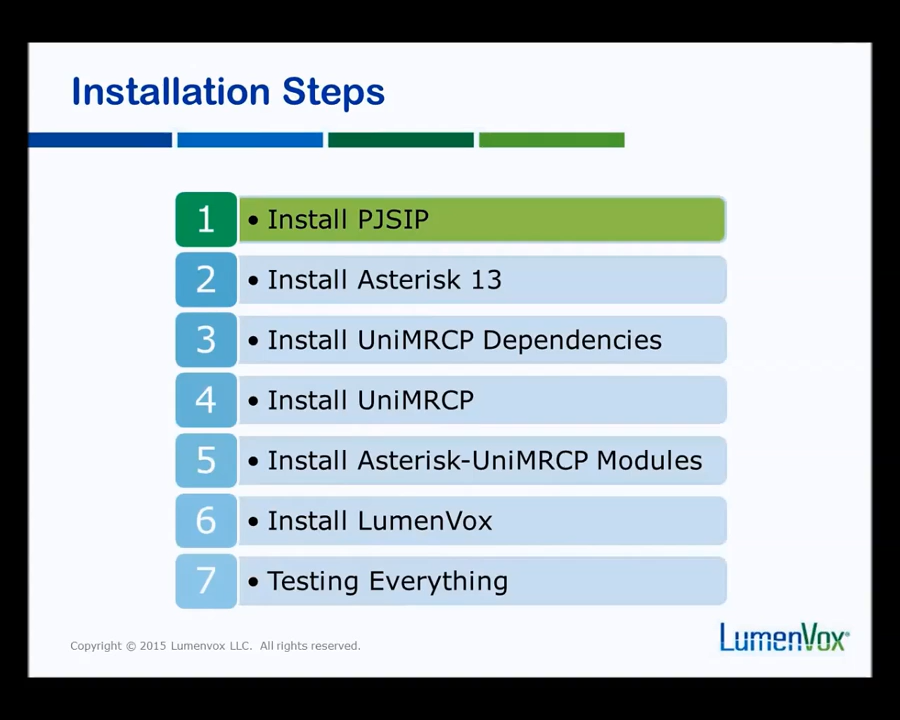 Installation Steps
1 • Install PJSIP
2 • Install Asterisk 13
3 • Install UniMRCP Dependencies
4 • Install UniMRCP
5 • Install Asterisk-UniMRCP Modules
6 • Install LumenVox
7 • Testing Everything
Copyright © 2015 Lumenvox LLC. All rights reserved.
LumenVox®